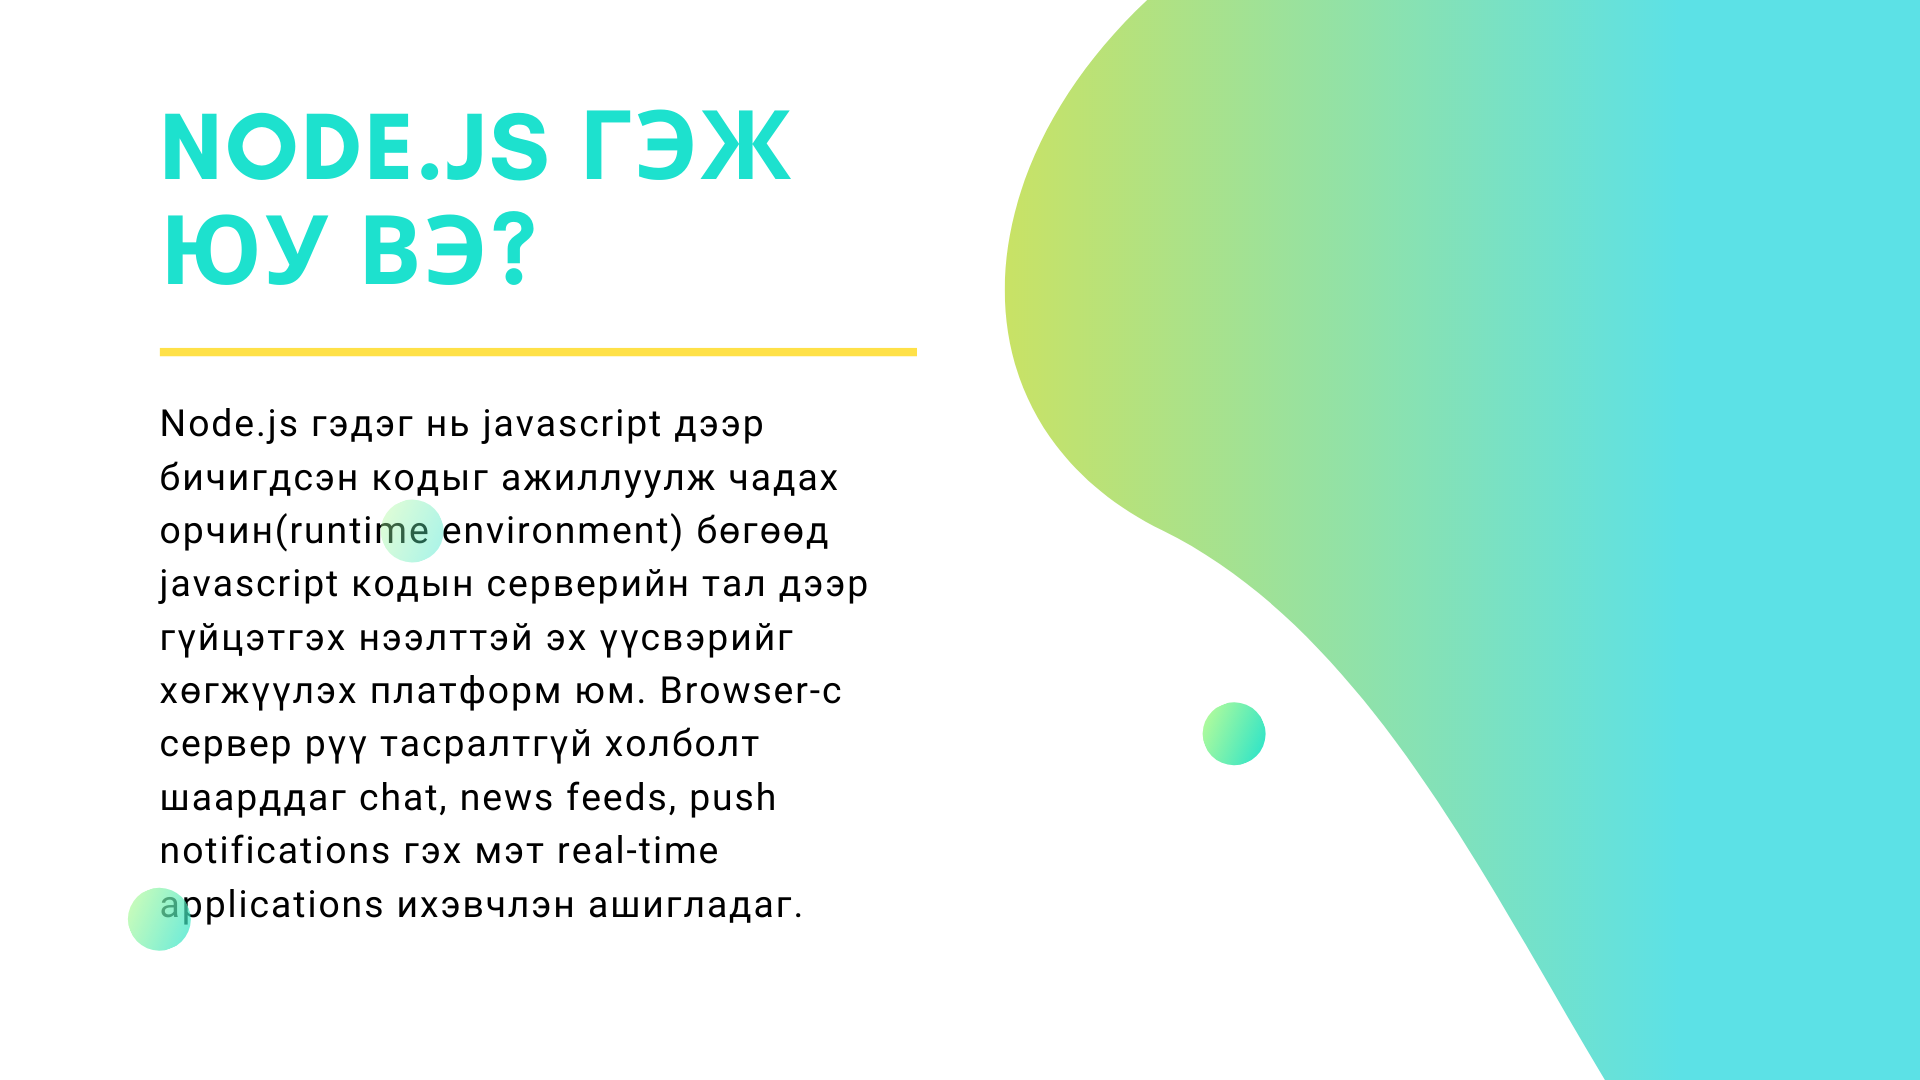 NODE.JS ГЭЖ
ЮУ ВЭ?
Node.js гэдэг нь javascript дээр
бичигдсэн кодыг ажиллуулж чадах
орчин(runtime environment) бөгөөд
javascript кодын серверийн тал дээр
гүйцэтгэх нээлттэй эх үүсвэрийг
хөгжүүлэх платформ юм. Browser-с
сервер рүү тасралтгүй холболт
шаарддаг chat, news feeds, push
notifications гэх мэт real-time
applications ихэвчлэн ашигладаг.